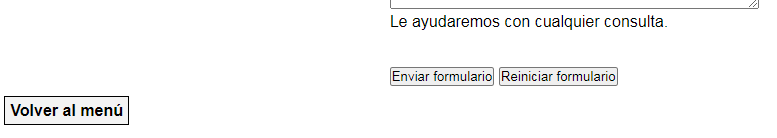 Le ayudaremos con cualquier consulta.
Enviar formulario Reiniciar formulario
Volver al menú